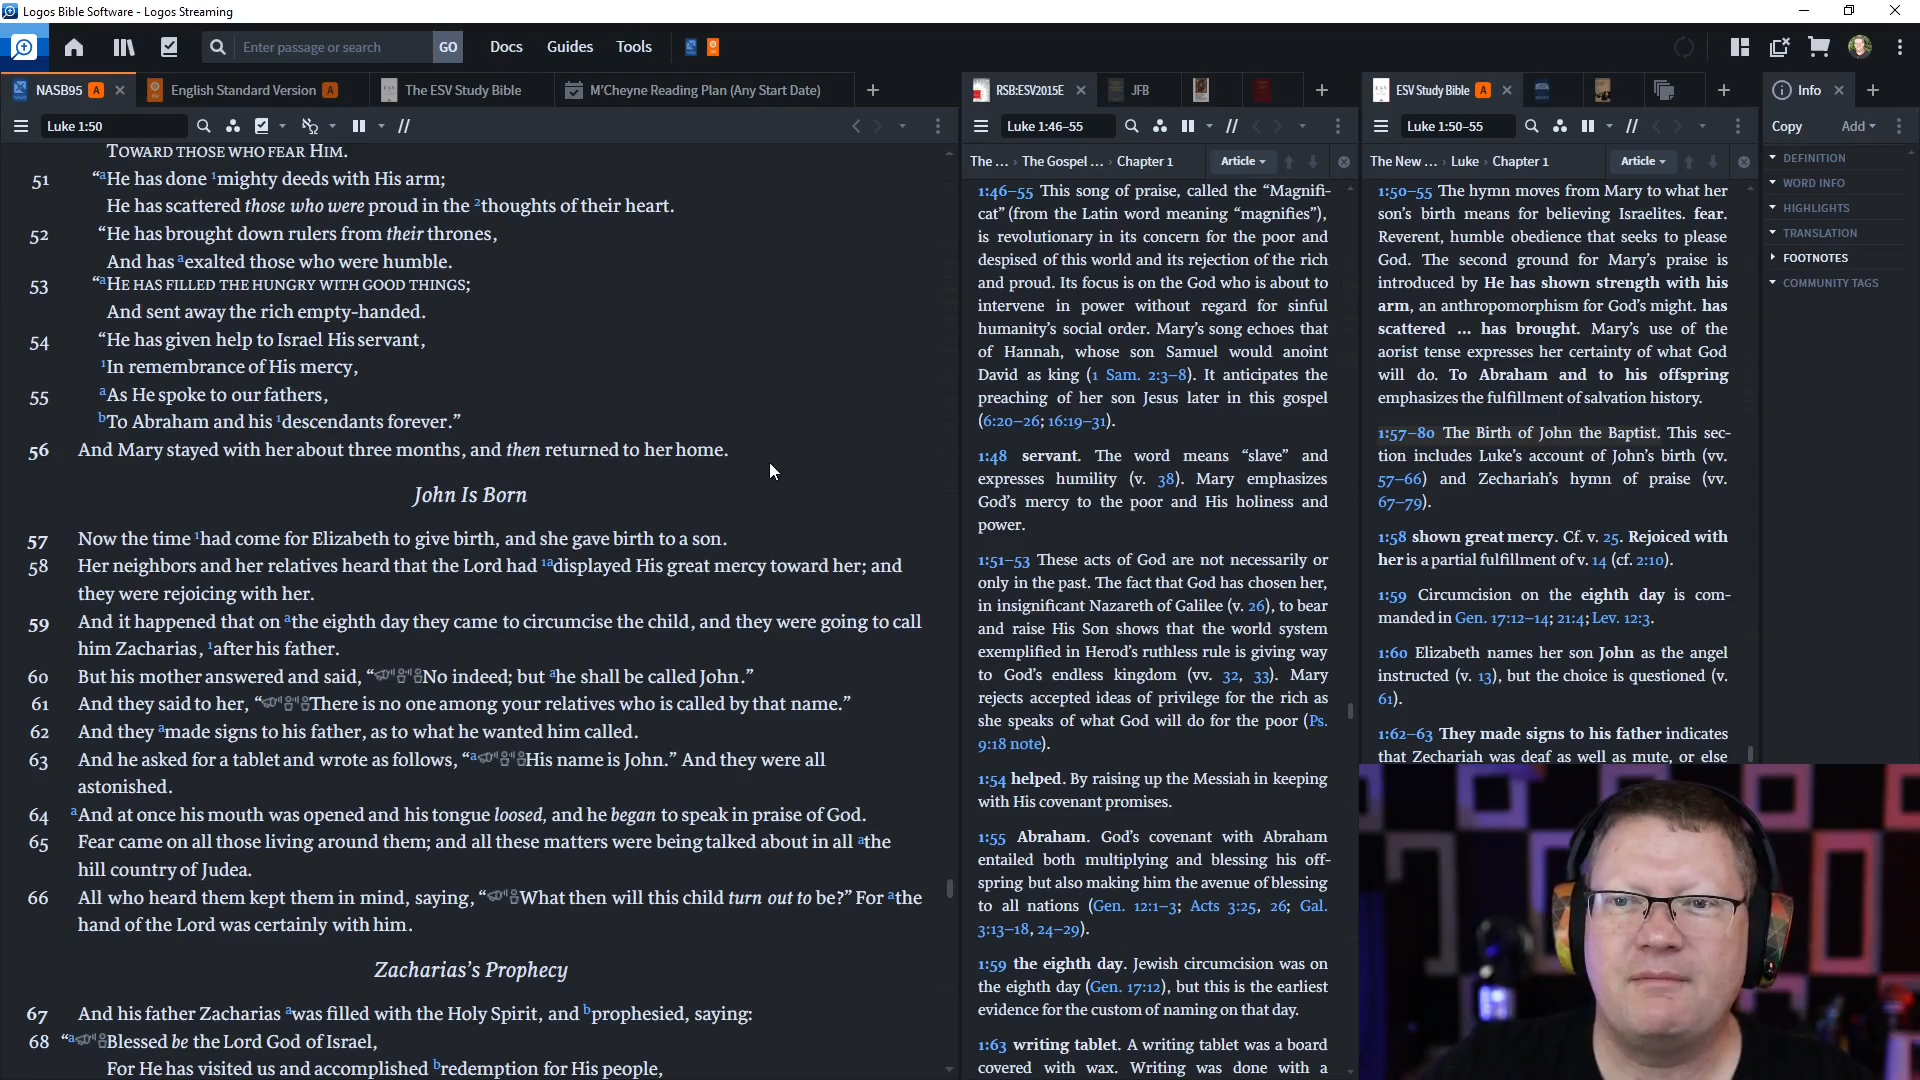 Logos Bible Software - Logos Streaming
Enter passage or search GO Docs Guides Tools
NASB95 A English Standard Version A The ESV Study Bible M'Cheyne Reading Plan (Any Start Date)
Luke 1:50
TOWARD THOSE WHO FEAR HIM.
51 “aHe has done 1mighty deeds with His arm;
He has scattered those who were proud in the 2thoughts of their heart.
52 “He has brought down rulers from their thrones,
And has aexalted those who were humble.
53 “aHE HAS FILLED THE HUNGRY WITH GOOD THINGS;
And sent away the rich empty-handed.
54 “He has given help to Israel His servant,
1In remembrance of His mercy,
55 aAs He spoke to our fathers,
bTo Abraham and his 1descendants forever.”
56 And Mary stayed with her about three months, and then returned to her home.
John Is Born
57 Now the time 1had come for Elizabeth to give birth, and she gave birth to a son.
58 Her neighbors and her relatives heard that the Lord had 1adisplayed His great mercy toward her; and
they were rejoicing with her.
59 And it happened that on athe eighth day they came to circumcise the child, and they were going to call
him Zacharias, 1after his father.
60 But his mother answered and said, “No indeed; but ahe shall be called John.”
61 And they said to her, “There is no one among your relatives who is called by that name.”
62 And they amade signs to his father, as to what he wanted him called.
63 And he asked for a tablet and wrote as follows, “aHis name is John.” And they were all
astonished.
64 aAnd at once his mouth was opened and his tongue loosed, and he began to speak in praise of God.
65 Fear came on all those living around them; and all these matters were being talked about in all athe
hill country of Judea.
66 All who heard them kept them in mind, saying, “What then will this child turn out to be?” For athe
hand of the Lord was certainly with him.
Zacharias's Prophecy
67 And his father Zacharias awas filled with the Holy Spirit, and bprophesied, saying:
68 “aBlessed be the Lord God of Israel,
For He has visited us and accomplished bredemption for His people,
RSB:ESV2015E JFB
Luke 1:46–55
The ... › The Gospel ... › Chapter 1 Article
1:46–55 This song of praise, called the “Magnifi-
cat” (from the Latin word meaning “magnifies”),
is revolutionary in its concern for the poor and
despised of this world and its rejection of the rich
and proud. Its focus is on the God who is about to
intervene in power without regard for sinful
humanity's social order. Mary's song echoes that
of Hannah, whose son Samuel would anoint
David as king (1 Sam. 2:3–8). It anticipates the
preaching of her son Jesus later in this gospel
(6:20–26; 16:19–31).
1:48 servant. The word means “slave” and
expresses humility (v. 38). Mary emphasizes
God's mercy to the poor and His holiness and
power.
1:51–53 These acts of God are not necessarily or
only in the past. The fact that God has chosen her,
in insignificant Nazareth of Galilee (v. 26), to bear
and raise His Son shows that the world system
exemplified in Herod's ruthless rule is giving way
to God's endless kingdom (vv. 32, 33). Mary
rejects accepted ideas of privilege for the rich as
she speaks of what God will do for the poor (Ps.
9:18 note).
1:54 helped. By raising up the Messiah in keeping
with His covenant promises.
1:55 Abraham. God's covenant with Abraham
entailed both multiplying and blessing his off-
spring but also making him the avenue of blessing
to all nations (Gen. 12:1–3; Acts 3:25, 26; Gal.
3:13–18, 24–29).
1:59 the eighth day. Jewish circumcision was on
the eighth day (Gen. 17:12), but this is the earliest
evidence for the custom of naming on that day.
1:63 writing tablet. A writing tablet was a board
covered with wax. Writing was done with a
ESV Study Bible A
Luke 1:50–55
The New ... › Luke › Chapter 1 Article
1:50–55 The hymn moves from Mary to what her
son's birth means for believing Israelites. fear.
Reverent, humble obedience that seeks to please
God. The second ground for Mary's praise is
introduced by He has shown strength with his
arm, an anthropomorphism for God's might. has
scattered ... has brought. Mary's use of the
aorist tense expresses her certainty of what God
will do. To Abraham and to his offspring
emphasizes the fulfillment of salvation history.
1:57–80 The Birth of John the Baptist. This sec-
tion includes Luke's account of John's birth (vv.
57–66) and Zechariah's hymn of praise (vv.
67–79).
1:58 shown great mercy. Cf. v. 25. Rejoiced with
her is a partial fulfillment of v. 14 (cf. 2:10).
1:59 Circumcision on the eighth day is com-
manded in Gen. 17:12–14; 21:4; Lev. 12:3.
1:60 Elizabeth names her son John as the angel
instructed (v. 13), but the choice is questioned (v.
61).
1:62–63 They made signs to his father indicates
that Zechariah was deaf as well as mute, or else
Info
Copy Add
DEFINITION
WORD INFO
HIGHLIGHTS
TRANSLATION
FOOTNOTES
COMMUNITY TAGS